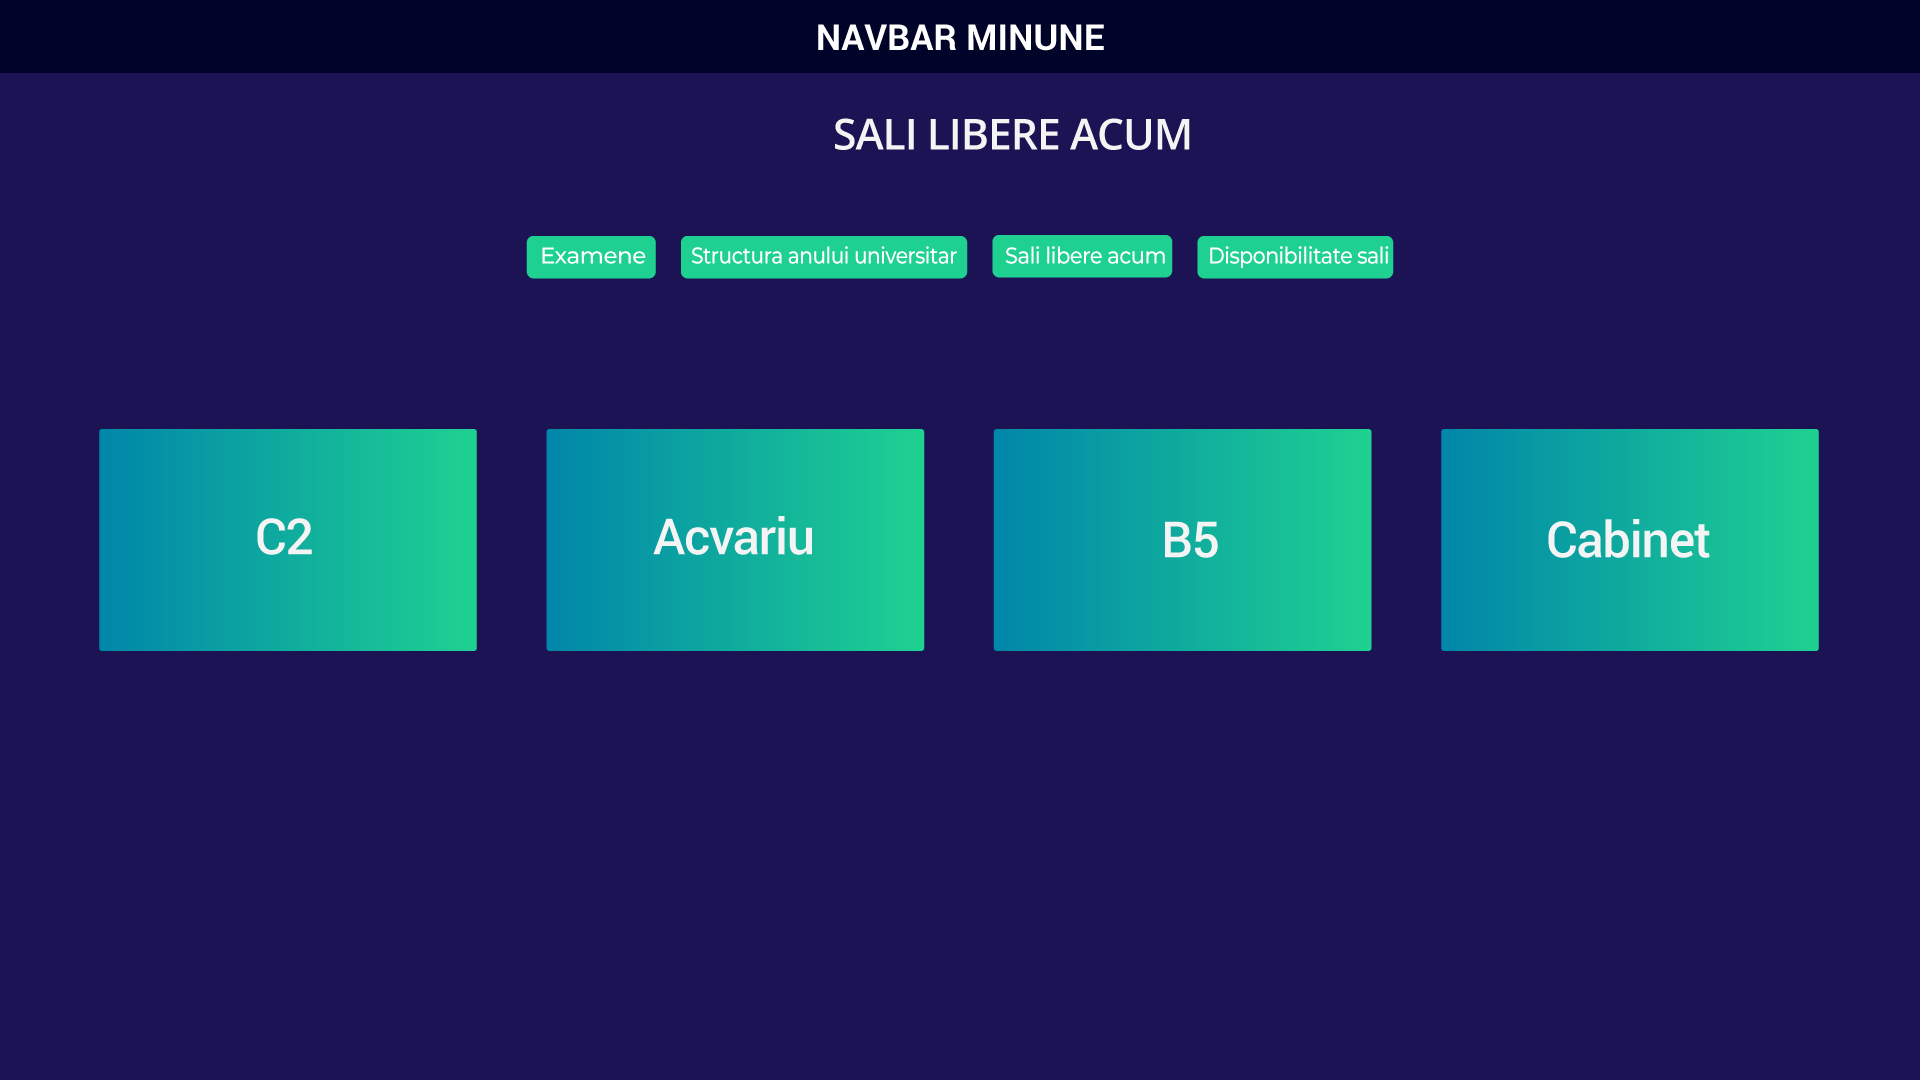 NAVBAR MINUNE
SALI LIBERE ACUM
Examene
Structura anului universitar
Sali libere acum
Disponibilitate sali
C2
Acvariu
B5
Cabinet